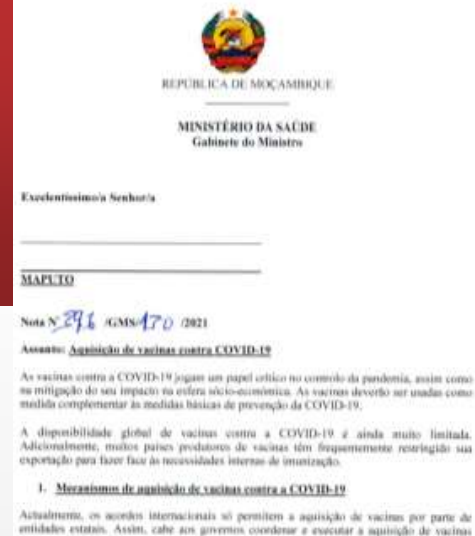 REPÚBLICA DE MOÇAMBIQUE
MINISTÉRIO DA SAÚDE
Gabinete do Ministro
Excelentíssimo/a Senhor/a
MAPUTO
Nota Nº /GMS/170 /2021
Assunto: Aquisição de vacinas contra COVID-19
As vacinas contra a COVID-19 jogam um papel crítico no controlo da pandemia, assim como
na mitigação do seu impacto na esfera sócio-económica. As vacinas deverão ser usadas como
medida complementar às medidas básicas de prevenção da COVID-19.
A disponibilidade global de vacinas contra a COVID-19 é ainda muito limitada.
Adicionalmente, muitos países produtores de vacinas têm frequentemente restringido sua
exportação para fazer face às necessidades internas de imunização.
1. Mecanismos de aquisição de vacinas contra a COVID-19
Actualmente, os acordos internacionais só permitem a aquisição de vacinas por parte de
entidades estatais. Assim, cabe aos governos coordenar e executar a aquisição de vacinas